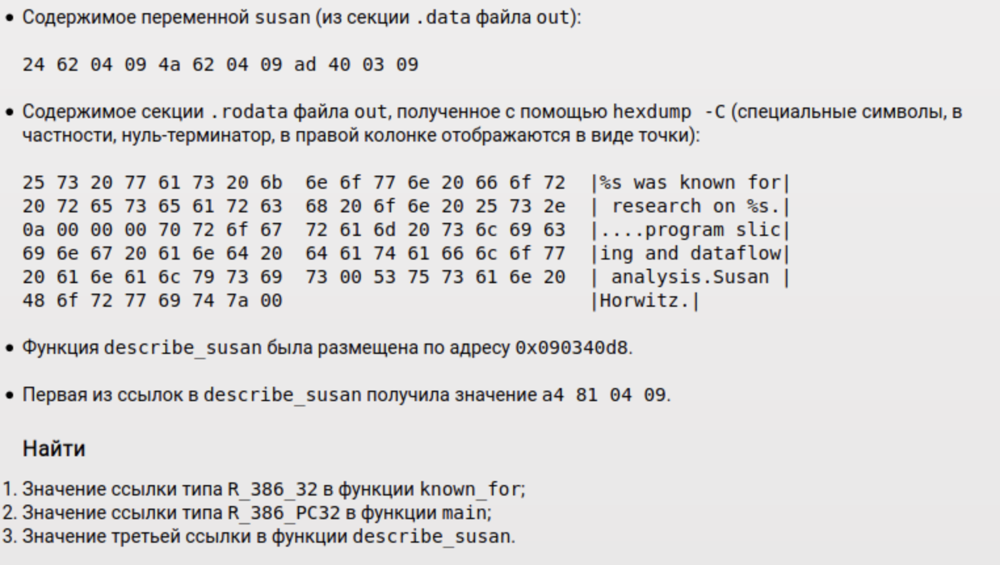 • Содержимое переменной susan (из секции .data файла out):
24 62 04 09 4a 62 04 09 ad 40 03 09
• Содержимое секции .rodata файла out, полученное с помощью hexdump -C (специальные символы, в
частности, нуль-терминатор, в правой колонке отображаются в виде точки):
25 73 20 77 61 73 20 6b  6e 6f 77 6e 20 66 6f 72  |%s was known for|
20 72 65 73 65 61 72 63  68 20 6f 6e 20 25 73 2e  | research on %s.|
0a 00 00 00 70 72 6f 67  72 61 6d 20 73 6c 69 63  |....program slic|
69 6e 67 20 61 6e 64 20  64 61 74 61 66 6c 6f 77  |ing and dataflow|
20 61 6e 61 6c 79 73 69  73 00 53 75 73 61 6e 20  | analysis.Susan |
48 6f 72 77 69 74 7a 00                           |Horwitz.|
• Функция describe_susan была размещена по адресу 0x090340d8.
• Первая из ссылок в describe_susan получила значение a4 81 04 09.
Найти
1. Значение ссылки типа R_386_32 в функции known_for;
2. Значение ссылки типа R_386_PC32 в функции main;
3. Значение третьей ссылки в функции describe_susan.